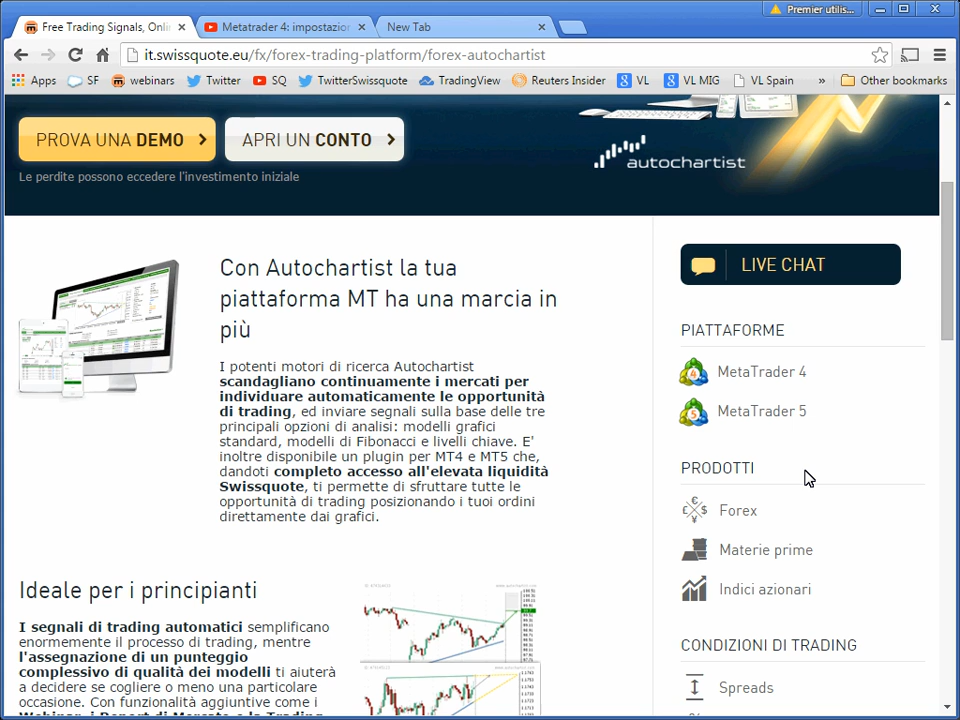 Premier utilis...
Free Trading Signals, Onli
Metatrader 4: impostazio
New Tab
it.swissquote.eu/fx/forex-trading-platform/forex-autochartist
Apps
SF
webinars
Twitter
SQ
TwitterSwissquote
TradingView
Reuters Insider
VL
VL MIG
VL Spain
»
Other bookmarks
PROVA UNA DEMO
APRI UN CONTO
autochartist
Le perdite possono eccedere l'investimento iniziale
Con Autochartist la tua
piattaforma MT ha una marcia in
più
I potenti motori di ricerca Autochartist
scandagliano continuamente i mercati per
individuare automaticamente le opportunità
di trading, ed inviare segnali sulla base delle tre
principali opzioni di analisi: modelli grafici
standard, modelli di Fibonacci e livelli chiave. E'
inoltre disponibile un plugin per MT4 e MT5 che,
dandoti completo accesso all'elevata liquidità
Swissquote, ti permette di sfruttare tutte le
opportunità di trading posizionando i tuoi ordini
direttamente dai grafici.
Ideale per i principianti
I segnali di trading automatici semplificano
enormemente il processo di trading, mentre
l'assegnazione di un punteggio
complessivo di qualità dei modelli ti aiuterà
a decidere se cogliere o meno una particolare
occasione. Con funzionalità aggiuntive come i
Webinar, i Report di Mercato e la Trading
LIVE CHAT
PIATTAFORME
4
MetaTrader 4
5
MetaTrader 5
PRODOTTI
Forex
Materie prime
Indici azionari
CONDIZIONI DI TRADING
Spreads